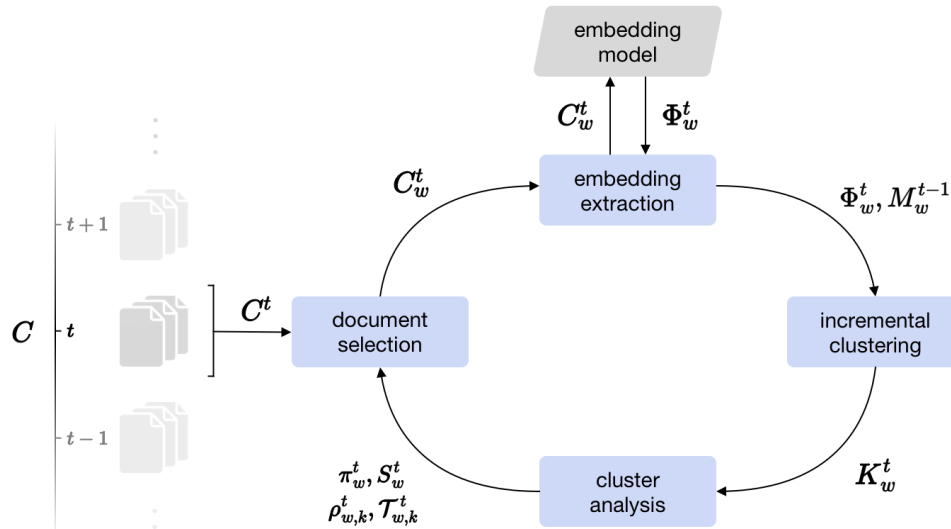 embedding
model
C_w^t
Φ_w^t
C_w^t
embedding
extraction
Φ_w^t, M_w^{t-1}
t+1
C^t
C
t
document
selection
incremental
clustering
t-1
π_w^t, S_w^t
ρ_{w,k}^t, 𝒯_{w,k}^t
cluster
analysis
K_w^t